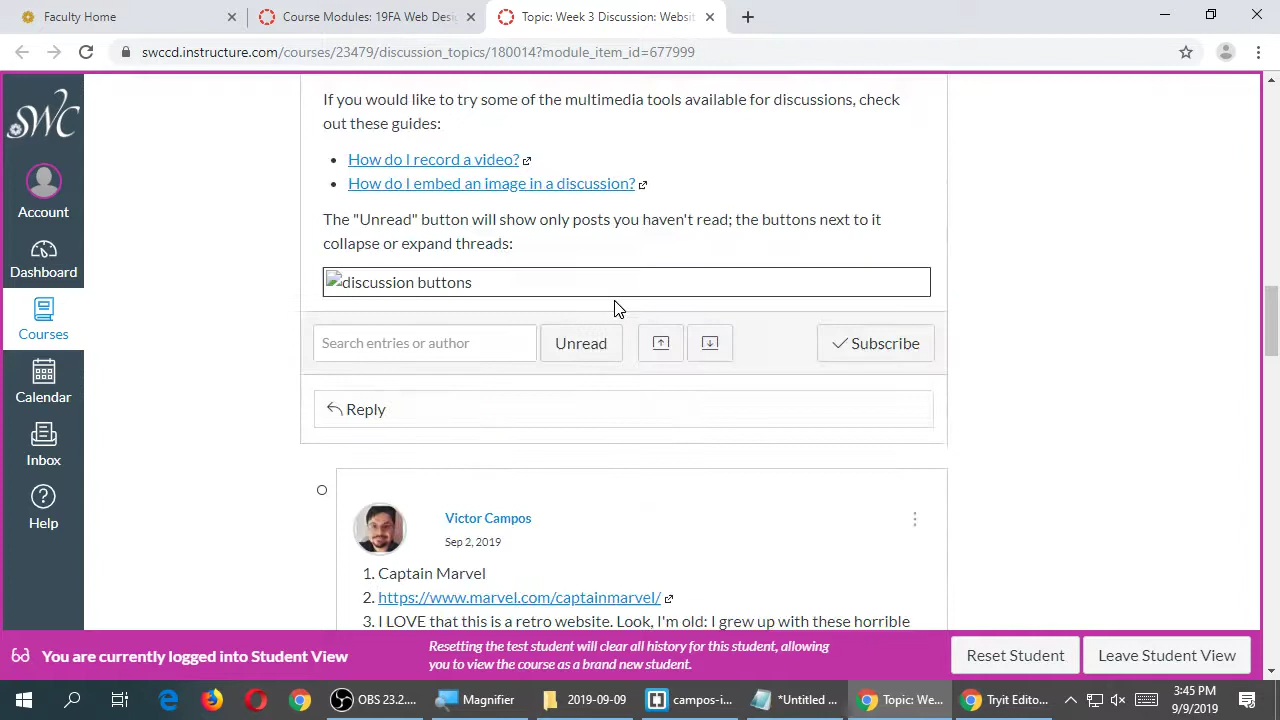 Faculty Home
Course Modules: 19FA Web Desi
Topic: Week 3 Discussion: Websit
swccd.instructure.com/courses/23479/discussion_topics/180014?module_item_id=677999
SWC
Account
Dashboard
Courses
Calendar
Inbox
Help
If you would like to try some of the multimedia tools available for discussions, check
out these guides:
• How do I record a video?
• How do I embed an image in a discussion?
The "Unread" button will show only posts you haven't read; the buttons next to it
collapse or expand threads:
discussion buttons
Search entries or author
Unread
Subscribe
Reply
Victor Campos
Sep 2, 2019
1. Captain Marvel
2. https://www.marvel.com/captainmarvel/
3. I LOVE that this is a retro website. Look, I'm old: I grew up with these horrible
You are currently logged into Student View
Resetting the test student will clear all history for this student, allowing
you to view the course as a brand new student.
Reset Student
Leave Student View
OBS 23.2....
Magnifier
2019-09-09
campos-i...
*Untitled ...
Topic: We...
Tryit Edito...
3:45 PM
9/9/2019